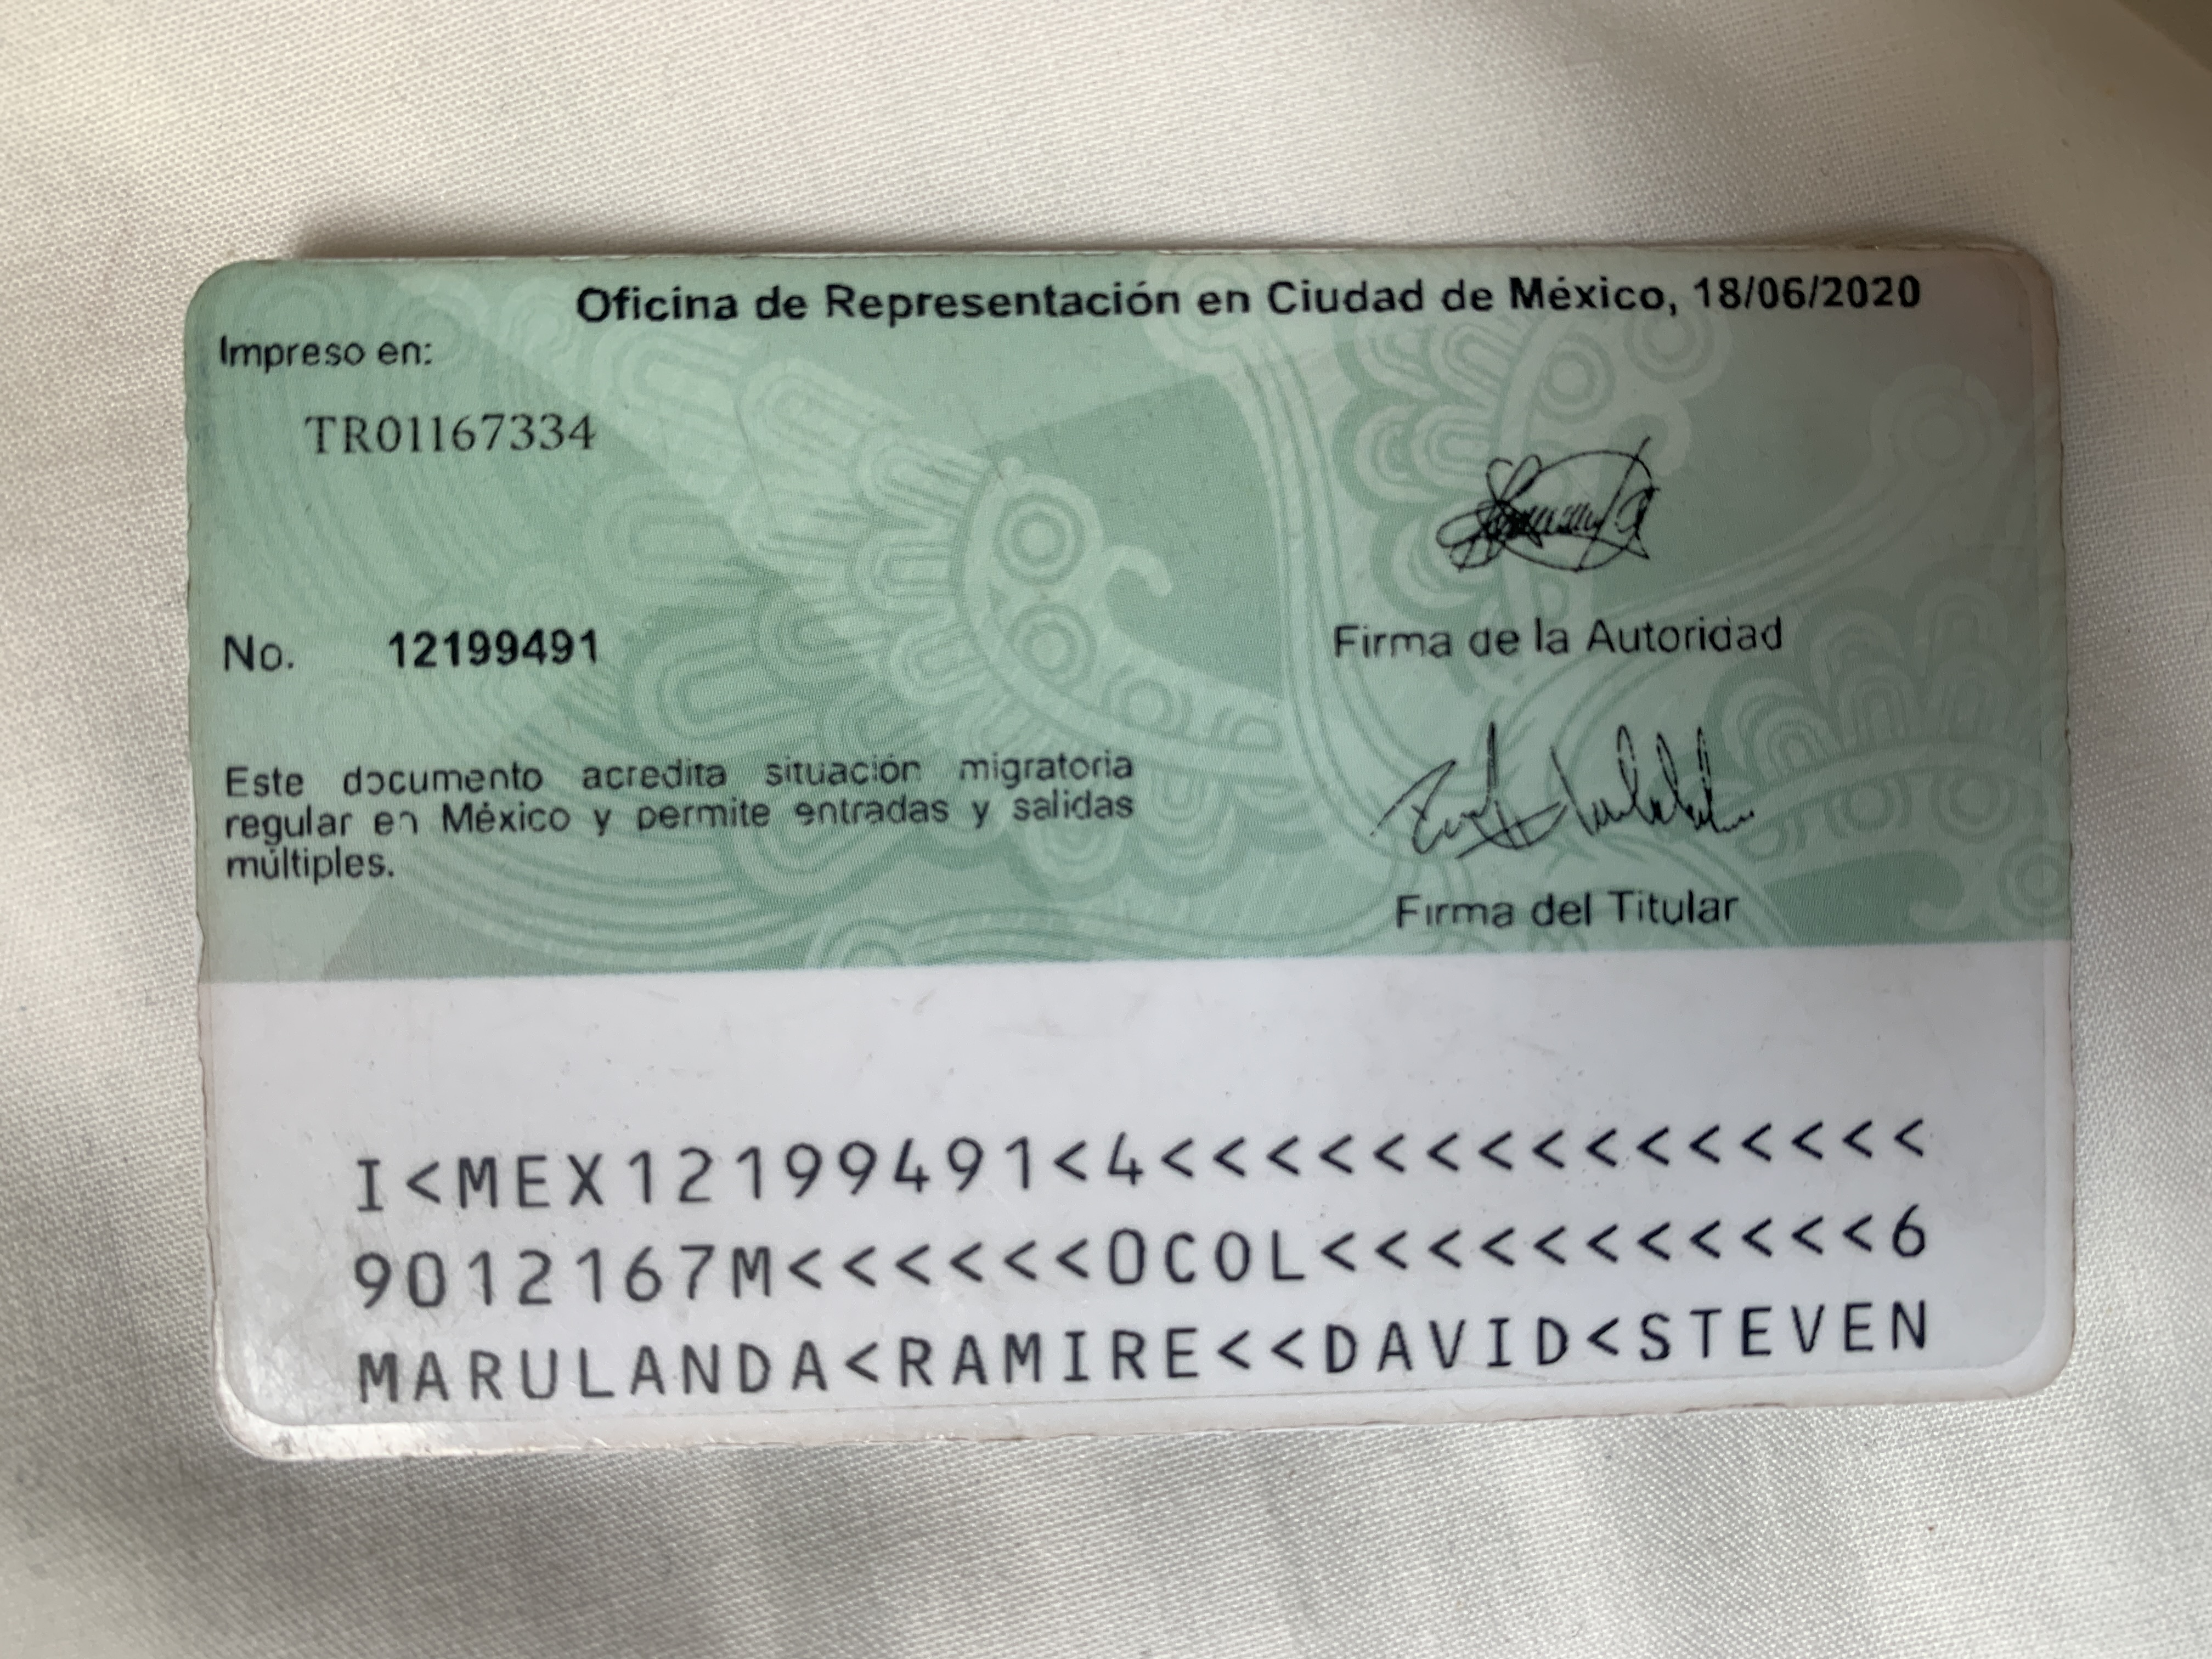 Oficina de Representación en Ciudad de México, 18/06/2020
Impreso en:
TR01167334
No. 12199491
Firma de la Autoridad
Este documento acredita situación migratoria
regular en México y permite entradas y salidas
múltiples.
Firma del Titular
I<MEX12199491<4<<<<<<<<<<<<<<<
9012167M<<<<<<0COL<<<<<<<<<<<6
MARULANDA<RAMIRE<<DAVID<STEVEN